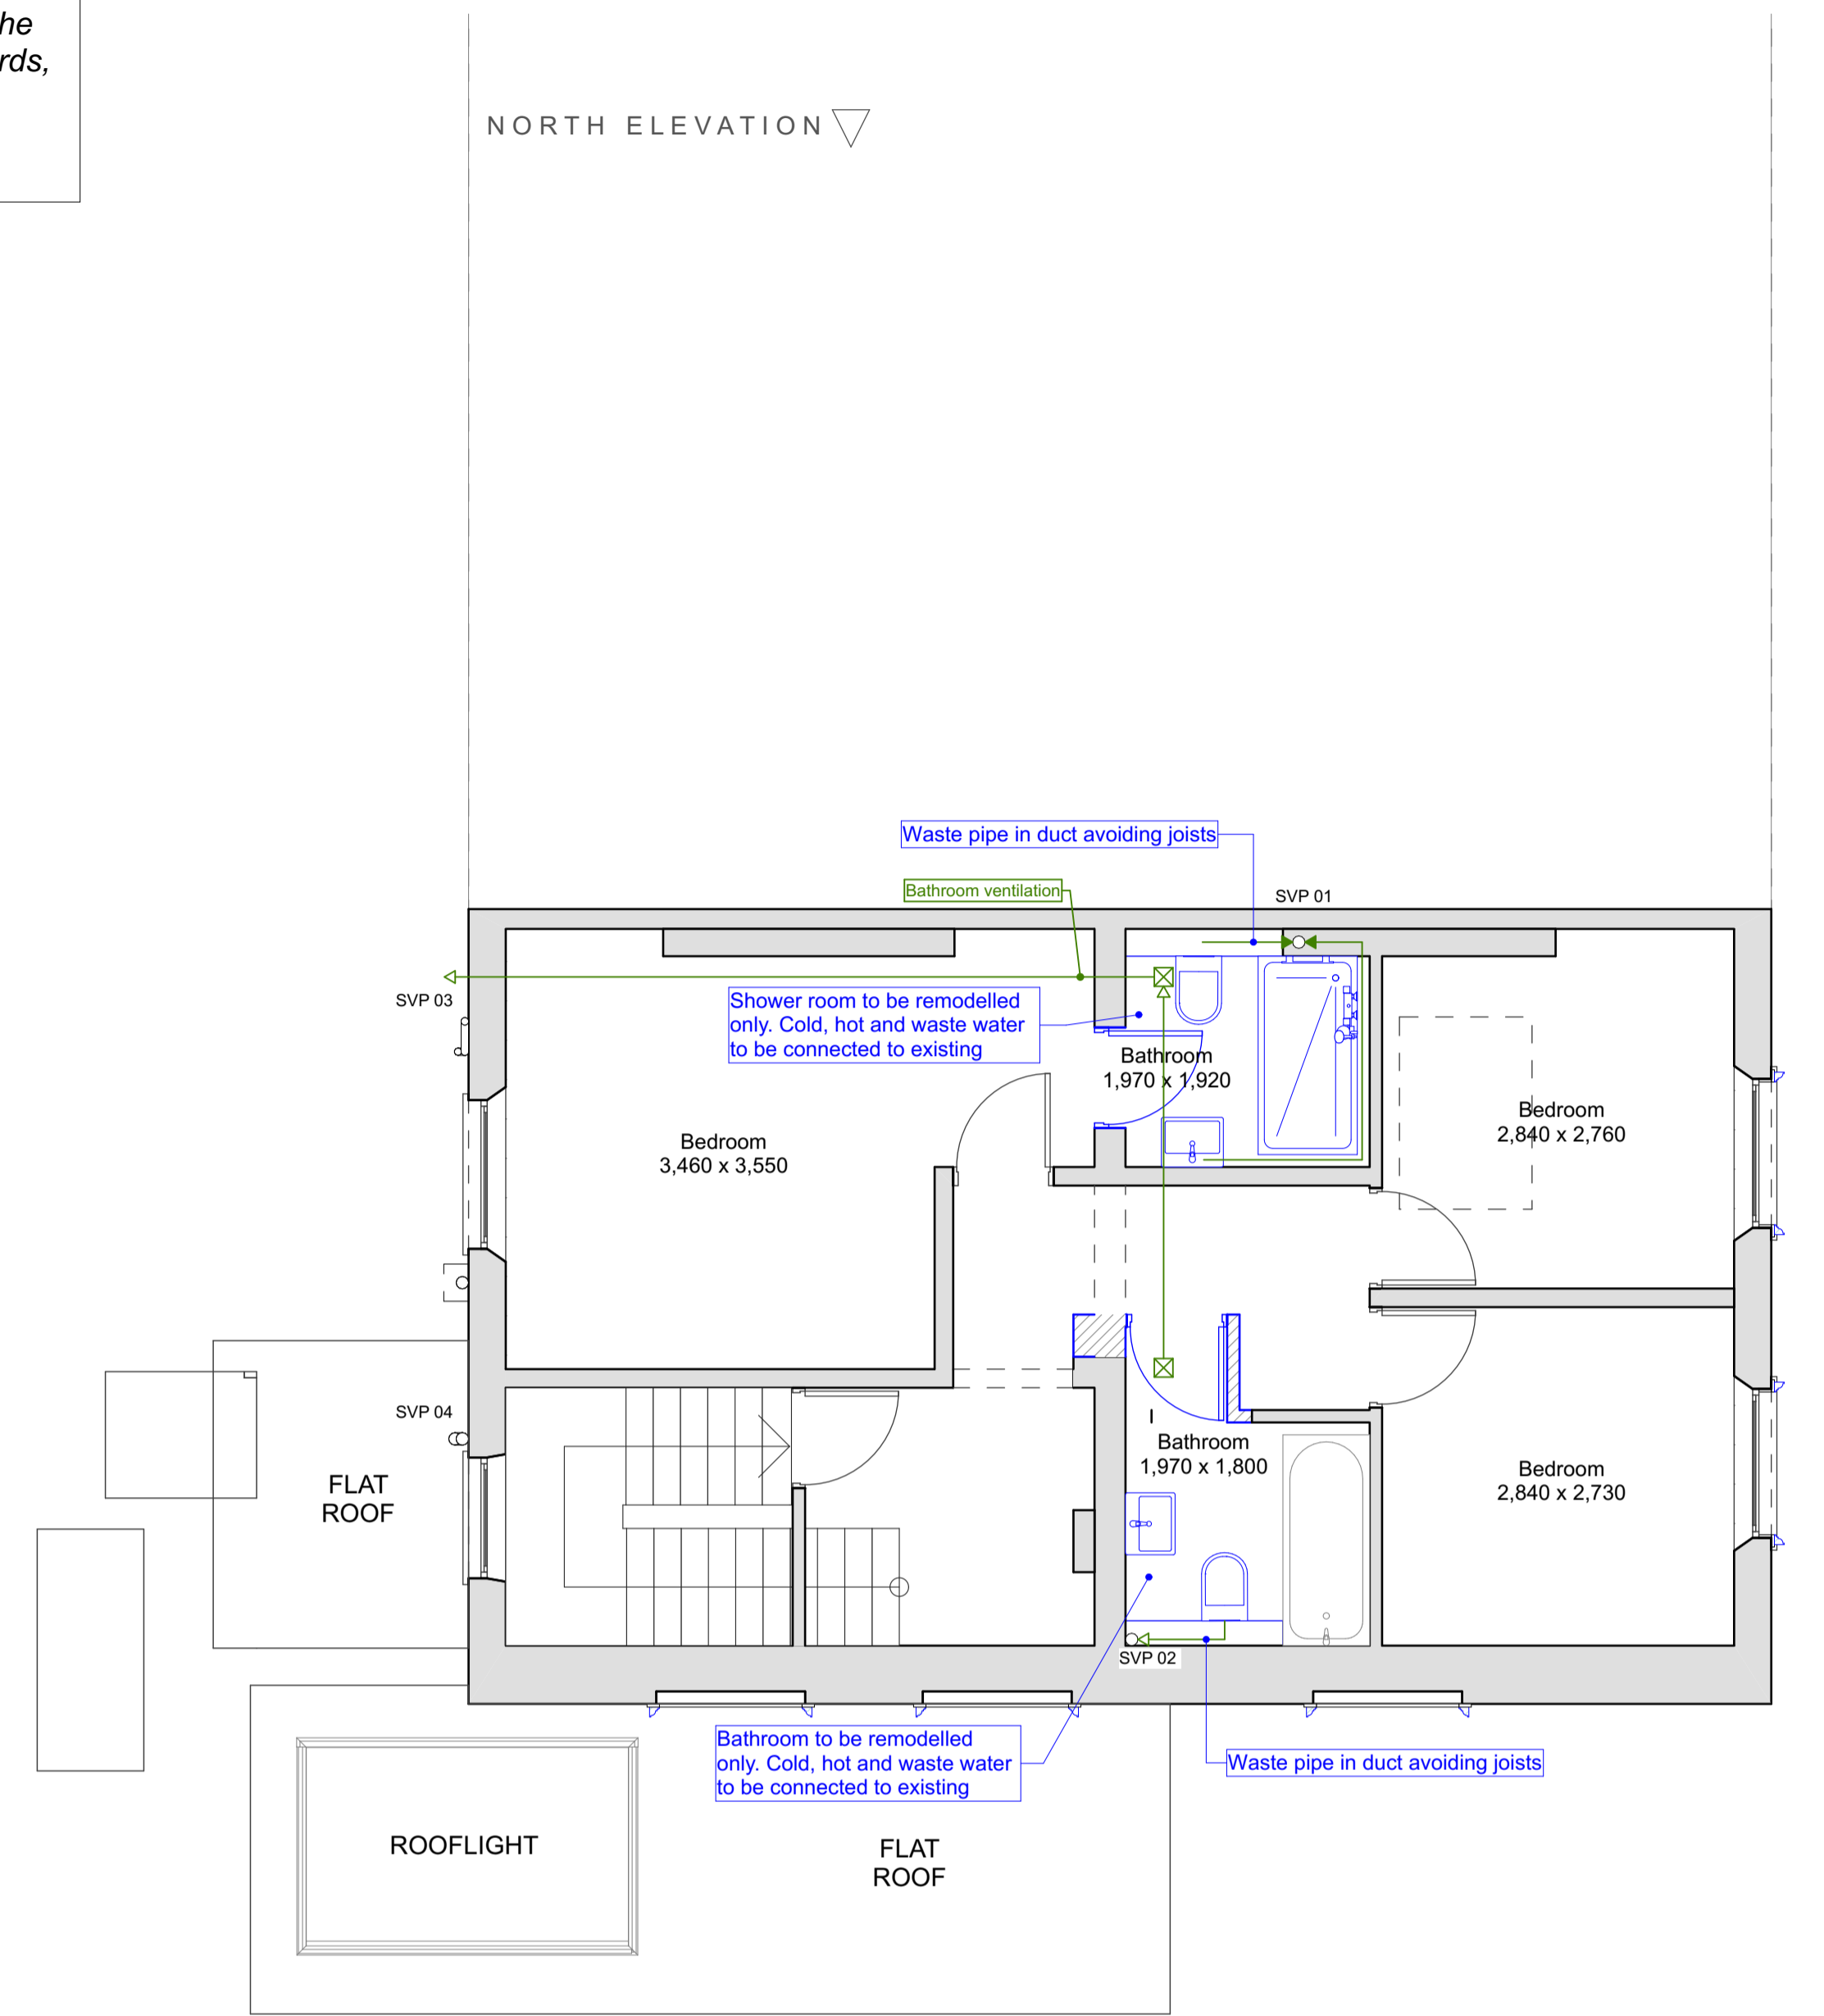 he
rds,
NORTH ELEVATION
Waste pipe in duct avoiding joists
Bathroom ventilation
SVP 01
SVP 03
Shower room to be remodelled
only. Cold, hot and waste water
to be connected to existing
Bathroom
1,970 x 1,920
Bedroom
2,840 x 2,760
Bedroom
3,460 x 3,550
SVP 04
FLAT
ROOF
Bathroom
1,970 x 1,800
Bedroom
2,840 x 2,730
SVP 02
Bathroom to be remodelled
only. Cold, hot and waste water
to be connected to existing
Waste pipe in duct avoiding joists
ROOFLIGHT
FLAT
ROOF